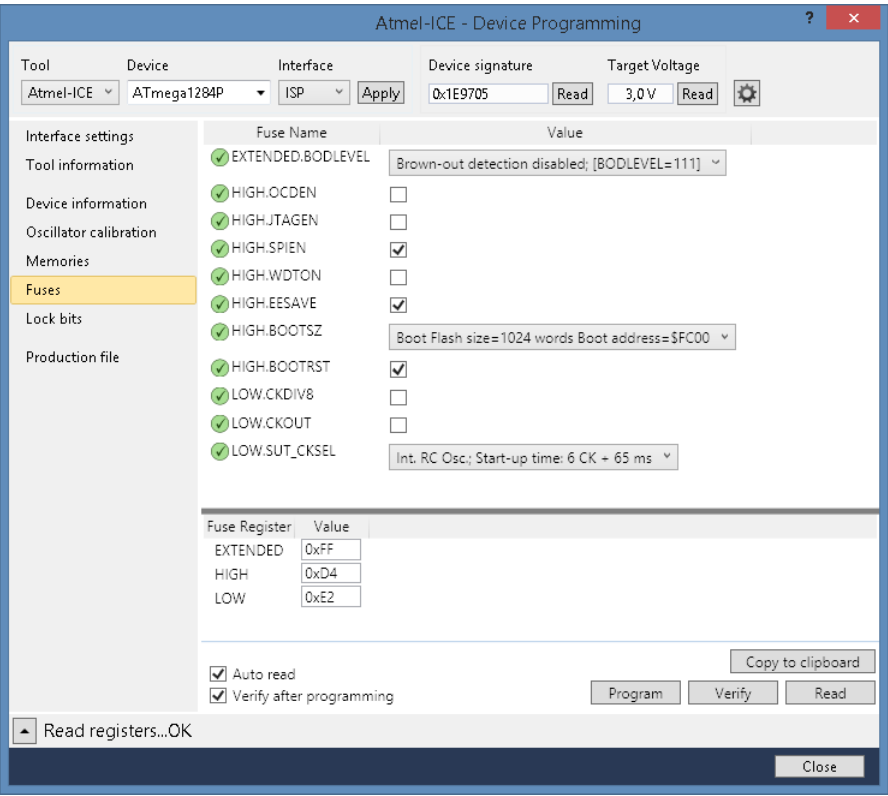 Atmel-ICE - Device Programming
? ×
Tool Device Interface Device signature Target Voltage
Atmel-ICE ATmega1284P ISP Apply 0x1E9705 Read 3,0 V Read
Interface settings
Tool information
Device information
Oscillator calibration
Memories
Fuses
Lock bits
Production file
Fuse Name Value
EXTENDED.BODLEVEL Brown-out detection disabled; [BODLEVEL=111]
HIGH.OCDEN
HIGH.JTAGEN
HIGH.SPIEN
HIGH.WDTON
HIGH.EESAVE
HIGH.BOOTSZ Boot Flash size=1024 words Boot address=$FC00
HIGH.BOOTRST
LOW.CKDIV8
LOW.CKOUT
LOW.SUT_CKSEL Int. RC Osc.; Start-up time: 6 CK + 65 ms
Fuse Register Value
EXTENDED 0xFF
HIGH 0xD4
LOW 0xE2
Copy to clipboard
Auto read
Verify after programming
Program Verify Read
Read registers...OK
Close